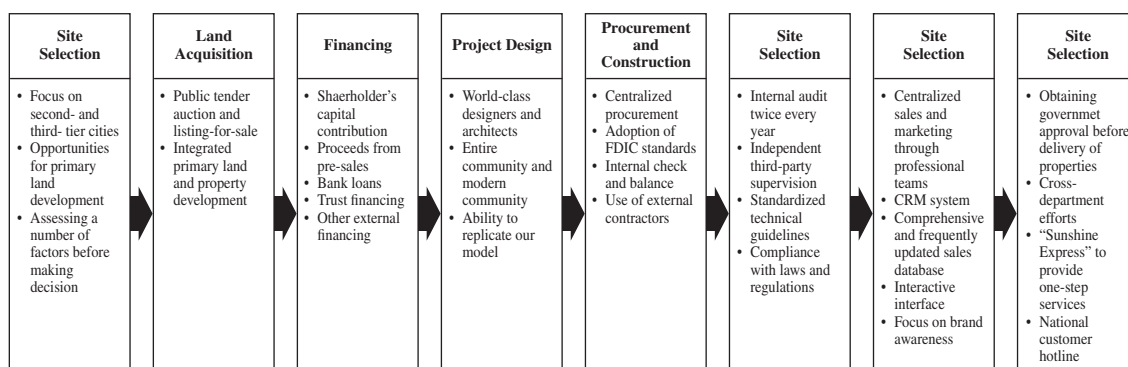 Site
Selection
• Focus on
second- and
third- tier cities
• Opportunities
for primary
land
development
• Assessing a
number of
factors before
making
decision
Land
Acquisition
• Public tender
auction and
listing-for-sale
• Integrated
primary land
and property
development
Financing
• Shaerholder’s
capital
contribution
• Proceeds from
pre-sales
• Bank loans
• Trust financing
• Other external
financing
Project Design
• World-class
designers and
architects
• Entire
community and
modern
community
• Ability to
replicate our
model
Procurement
and
Construction
• Centralized
procurement
• Adoption of
FDIC standards
• Internal check
and balance
• Use of external
contractors
Site
Selection
• Internal audit
twice every
year
• Independent
third-party
supervision
• Standardized
technical
guidelines
• Compliance
with laws and
regulations
Site
Selection
• Centralized
sales and
marketing
through
professional
teams
• CRM system
• Comprehensive
and frequently
updated sales
database
• Interactive
interface
• Focus on brand
awareness
Site
Selection
• Obtaining
governmet
approval before
delivery of
properties
• Cross-
department
efforts
• “Sunshine
Express” to
provide
one-step
services
• National
customer
hotline